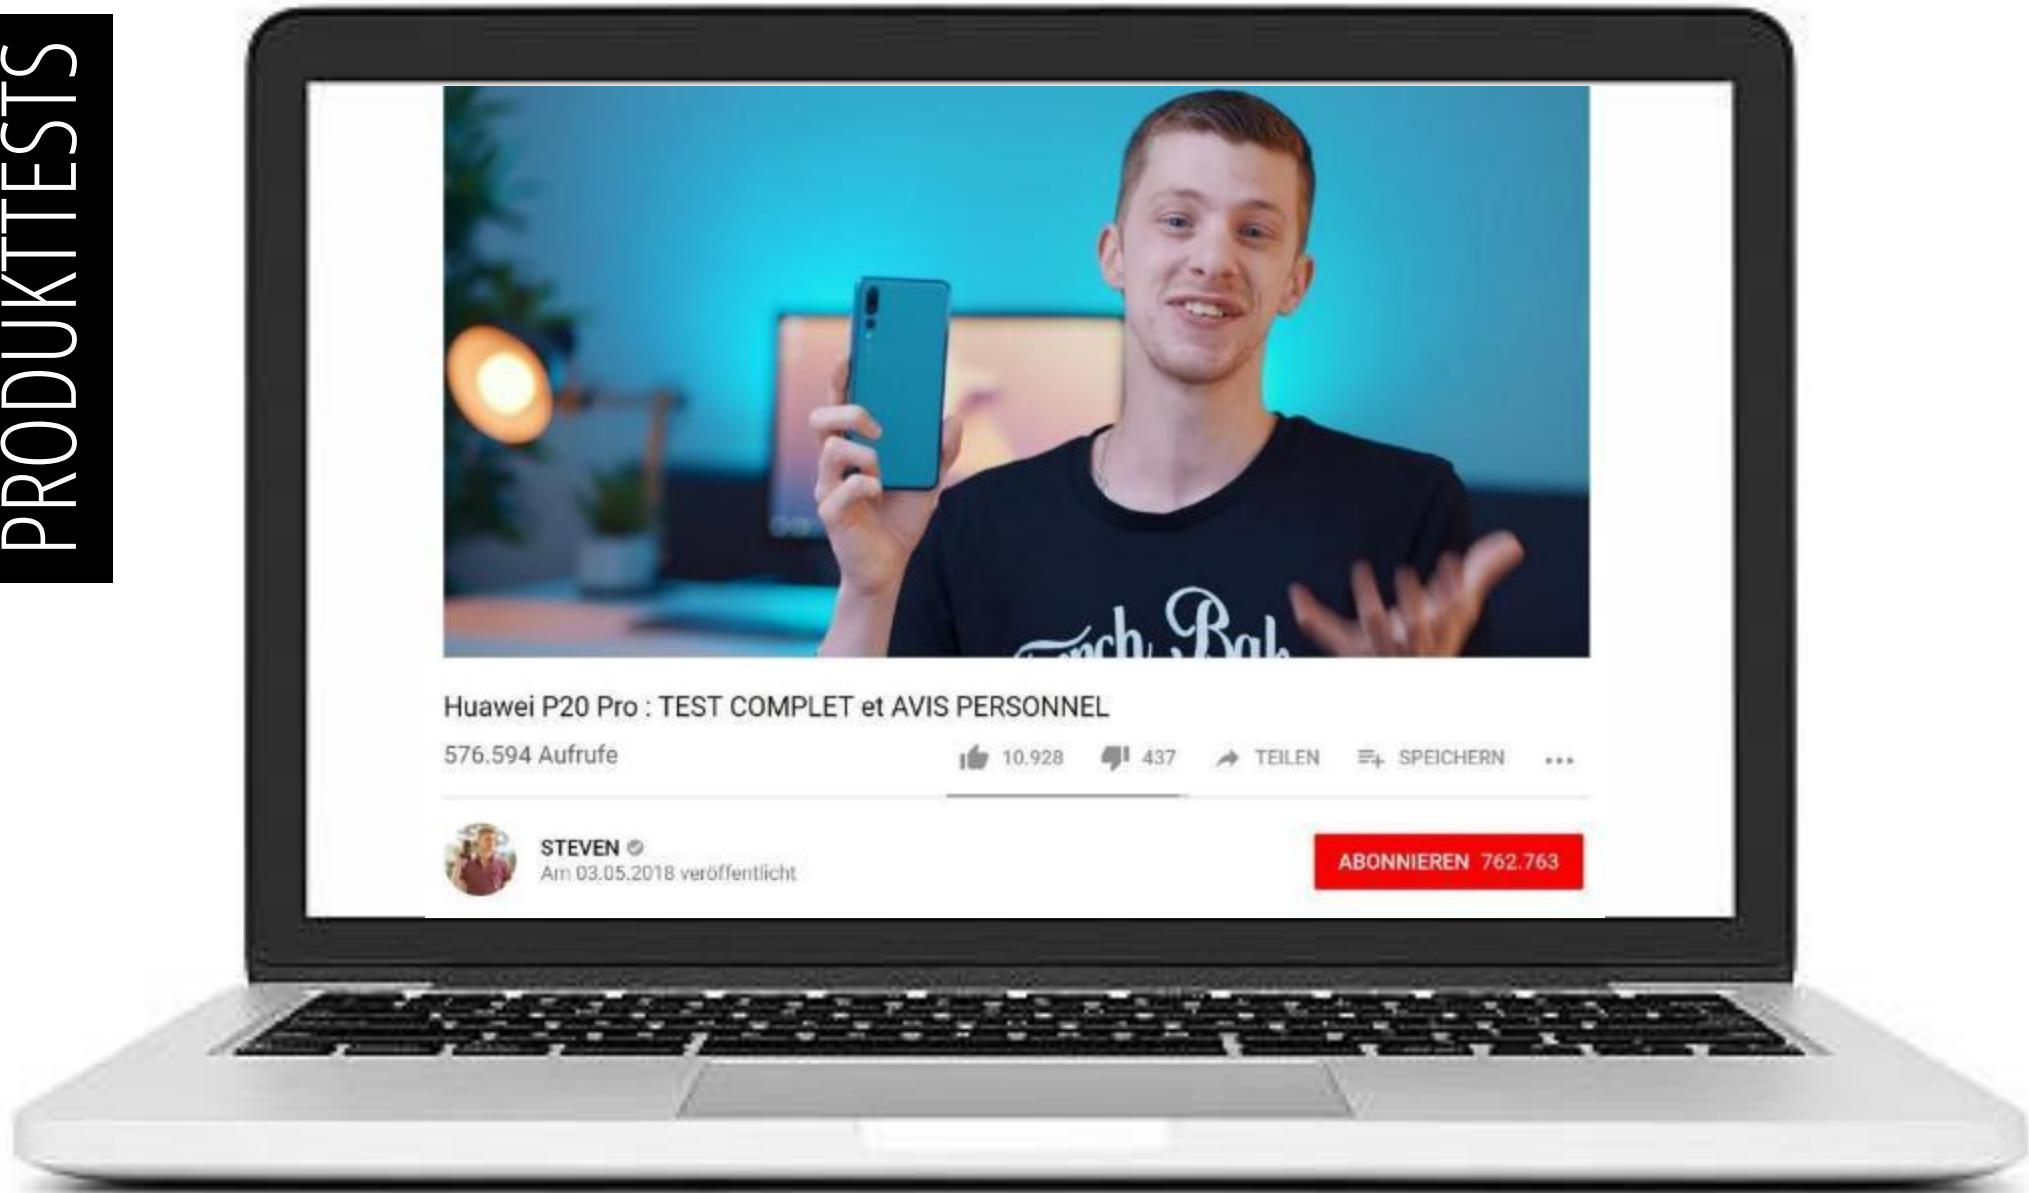 PRODUKTTESTS
Huawei P20 Pro : TEST COMPLET et AVIS PERSONNEL
576.594 Aufrufe
10.928
437
TEILEN
SPEICHERN
STEVEN
Am 03.05.2018 veröffentlicht
ABONNIEREN 762.763